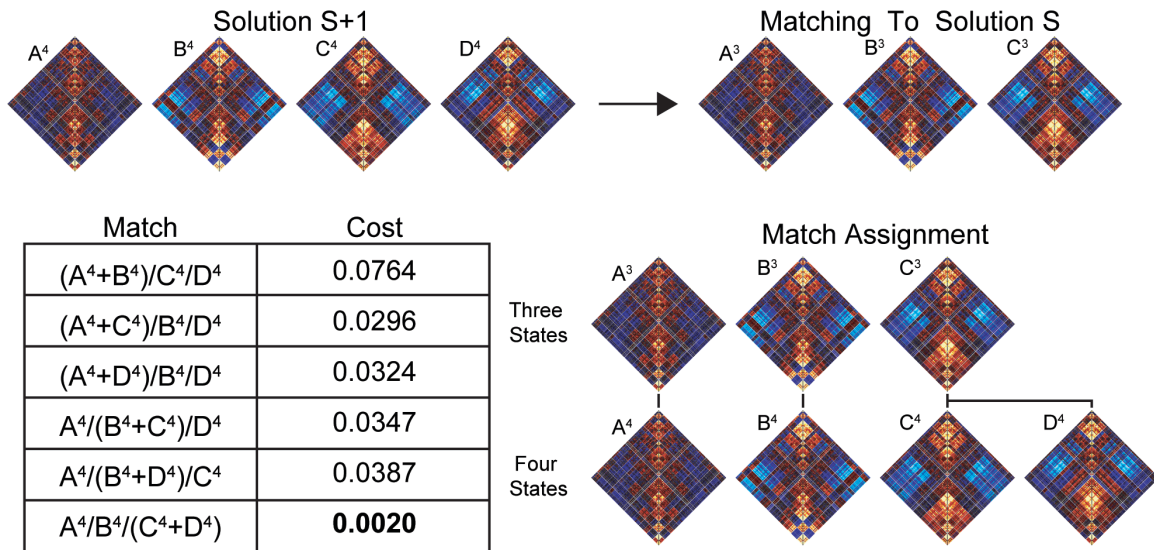 Solution S+1
Matching To Solution S
A⁴
B⁴
C⁴
D⁴
A³
B³
C³
Match
Cost
(A⁴+B⁴)/C⁴/D⁴
0.0764
(A⁴+C⁴)/B⁴/D⁴
0.0296
(A⁴+D⁴)/B⁴/D⁴
0.0324
A⁴/(B⁴+C⁴)/D⁴
0.0347
A⁴/(B⁴+D⁴)/C⁴
0.0387
A⁴/B⁴/(C⁴+D⁴)
0.0020
Match Assignment
A³
B³
C³
Three
States
A⁴
B⁴
C⁴
D⁴
Four
States